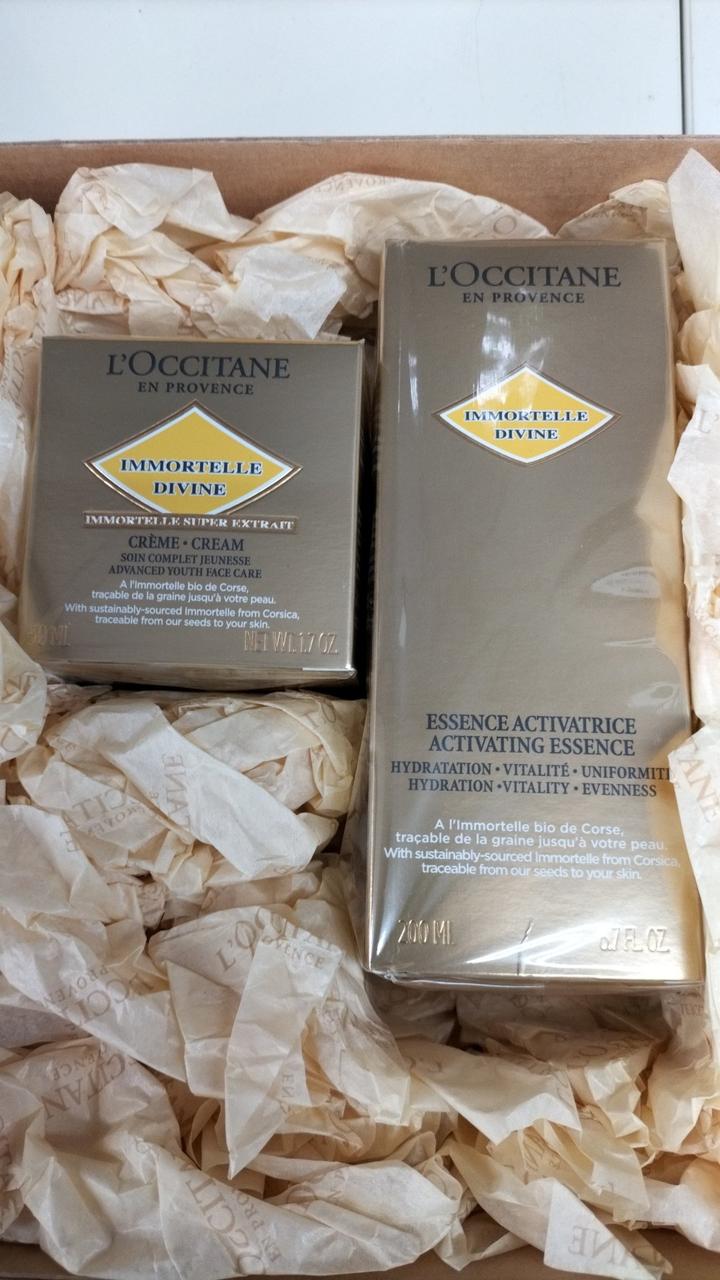 L'OCCITANE
EN PROVENCE
IMMORTELLE
DIVINE
IMMORTELLE SUPER EXTRAIT
CRÈME • CREAM
SOIN COMPLET JEUNESSE
ADVANCED YOUTH FACE CARE
A l'Immortelle bio de Corse,
traçable de la graine jusqu'à votre peau.
With sustainably-sourced Immortelle from Corsica,
traceable from our seeds to your skin.
ML NET WT. 1.7 OZ.
L'OCCITANE
EN PROVENCE
IMMORTELLE
DIVINE
ESSENCE ACTIVATRICE
ACTIVATING ESSENCE
HYDRATATION • VITALITÉ • UNIFORMITÉ
HYDRATION • VITALITY • EVENNESS
A l'Immortelle bio de Corse,
traçable de la graine jusqu'à votre peau.
With sustainably-sourced Immortelle from Corsica,
traceable from our seeds to your skin.
200 ML 6.7 FL. OZ.